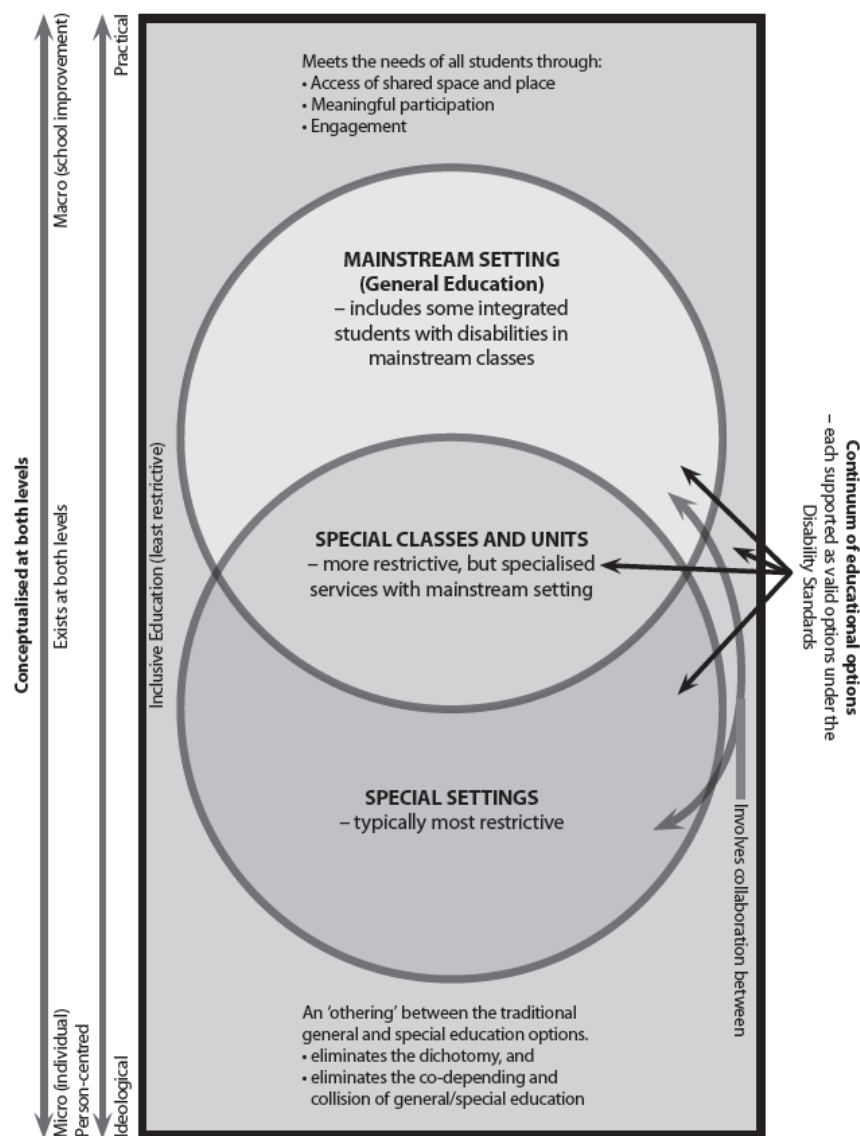 Conceptualised at both levels
Macro (school improvement)
Exists at both levels
Micro (individual)
Person-centred
Practical
Ideological
Inclusive Education (least restrictive)
Meets the needs of all students through:
• Access of shared space and place
• Meaningful participation
• Engagement
MAINSTREAM SETTING
(General Education)
– includes some integrated
students with disabilities in
mainstream classes
SPECIAL CLASSES AND UNITS
– more restrictive, but specialised
services with mainstream setting
SPECIAL SETTINGS
– typically most restrictive
An ‘othering’ between the traditional
general and special education options.
• eliminates the dichotomy, and
• eliminates the co-depending and
collision of general/special education
Involves collaboration between
Continuum of educational options
– each supported as valid options under the
Disability Standards